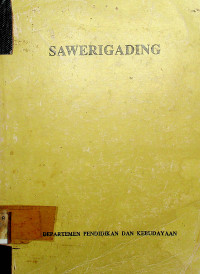 SAWERIGADING
DEPARTEMEN PENDIDIKAN DAN KEBUDAYAAN